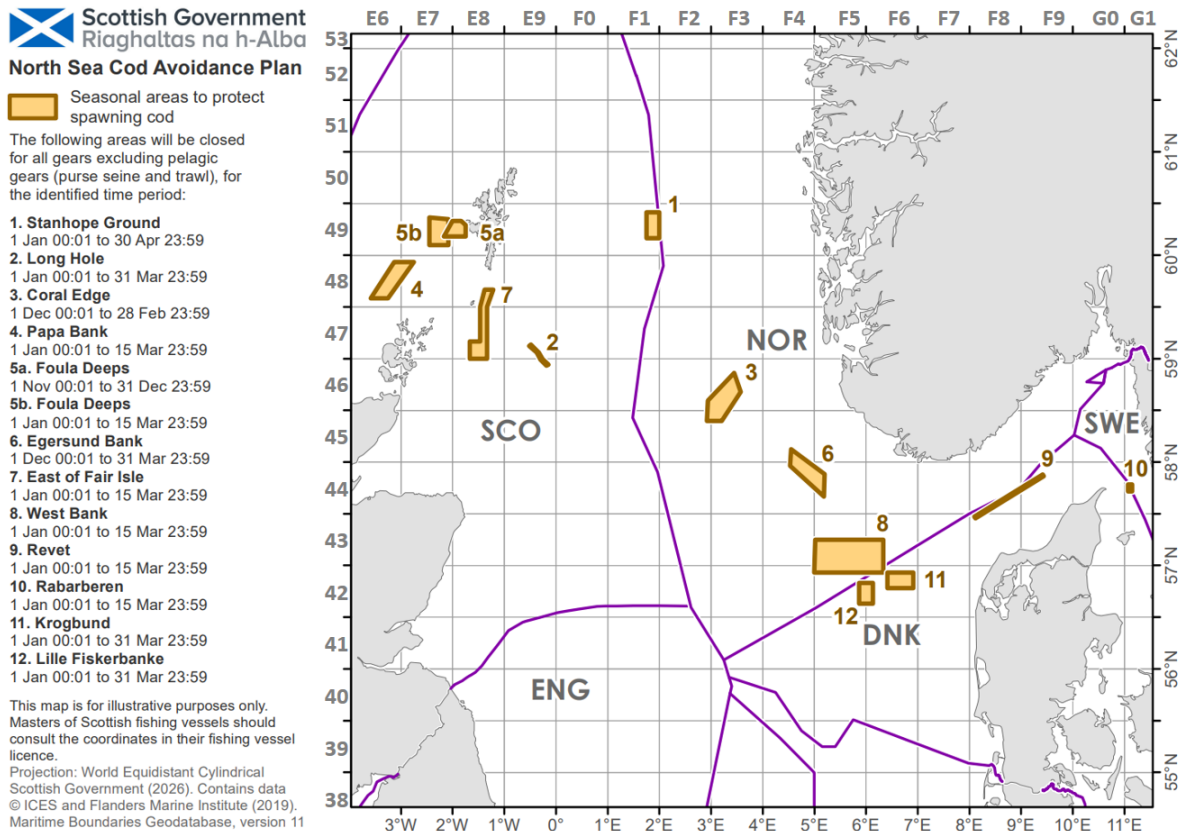 Scottish Government
Riaghaltas na h-Alba
North Sea Cod Avoidance Plan
Seasonal areas to protect
spawning cod
The following areas will be closed
for all gears excluding pelagic
gears (purse seine and trawl), for
the identified time period:
1. Stanhope Ground
1 Jan 00:01 to 30 Apr 23:59
2. Long Hole
1 Jan 00:01 to 31 Mar 23:59
3. Coral Edge
1 Dec 00:01 to 28 Feb 23:59
4. Papa Bank
1 Jan 00:01 to 15 Mar 23:59
5a. Foula Deeps
1 Nov 00:01 to 31 Dec 23:59
5b. Foula Deeps
1 Jan 00:01 to 15 Mar 23:59
6. Egersund Bank
1 Dec 00:01 to 31 Mar 23:59
7. East of Fair Isle
1 Jan 00:01 to 15 Mar 23:59
8. West Bank
1 Jan 00:01 to 15 Mar 23:59
9. Revet
1 Jan 00:01 to 15 Mar 23:59
10. Rabarberen
1 Jan 00:01 to 15 Mar 23:59
11. Krogbund
1 Jan 00:01 to 31 Mar 23:59
12. Lille Fiskerbanke
1 Jan 00:01 to 31 Mar 23:59
This map is for illustrative purposes only.
Masters of Scottish fishing vessels should
consult the coordinates in their fishing vessel
licence.
Projection: World Equidistant Cylindrical
Scottish Government (2026). Contains data
© ICES and Flanders Marine Institute (2019).
Maritime Boundaries Geodatabase, version 11
E6 E7 E8 E9 F0 F1 F2 F3 F4 F5 F6 F7 F8 F9 G0 G1
53
52
51
50
49
48
47
46
45
44
43
42
41
40
39
38
1
5b
5a
4
7
2
NOR
3
SCO
SWE
6
9
10
8
11
12
DNK
ENG
62°N
61°N
60°N
59°N
58°N
57°N
56°N
55°N
3°W 2°W 1°W 0° 1°E 2°E 3°E 4°E 5°E 6°E 7°E 8°E 9°E 10°E 11°E